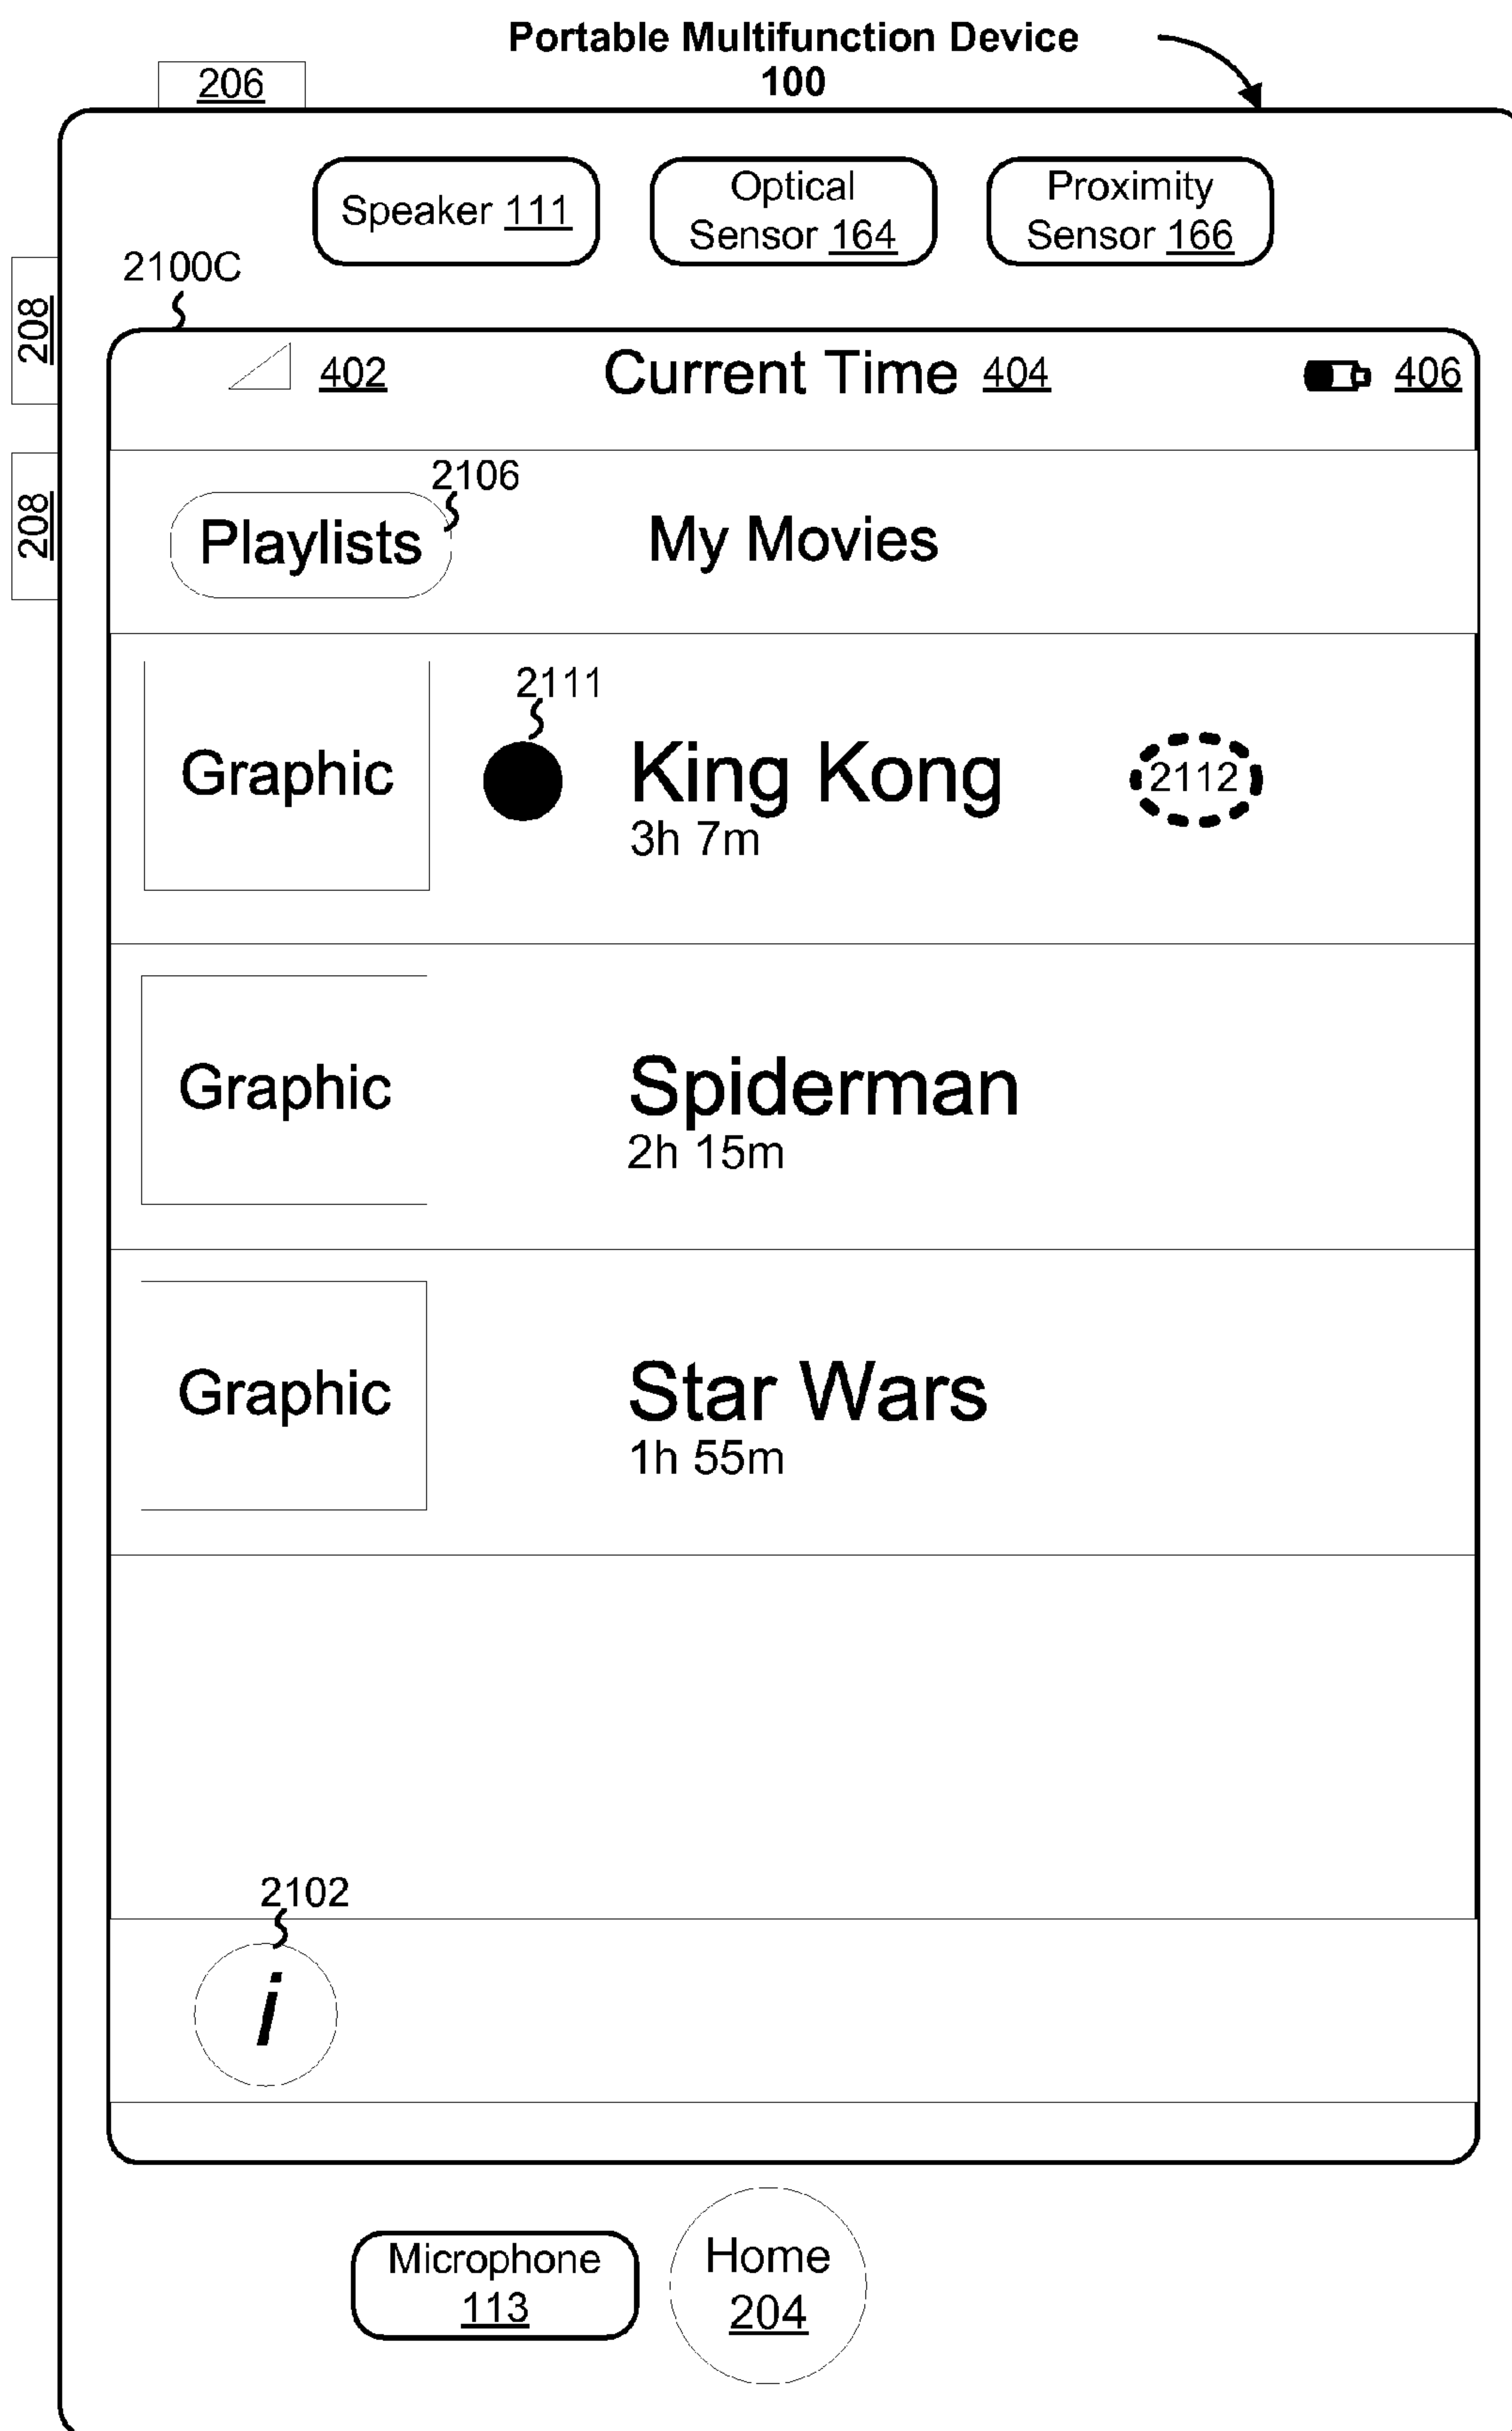 Portable Multifunction Device
100
206
Speaker 111
Optical
Sensor 164
Proximity
Sensor 166
2100C
208
402
Current Time 404
406
2106
208
Playlists
My Movies
2111
Graphic
King Kong
2112
3h 7m
Graphic
Spiderman
2h 15m
Graphic
Star Wars
1h 55m
2102
i
Microphone
113
Home
204